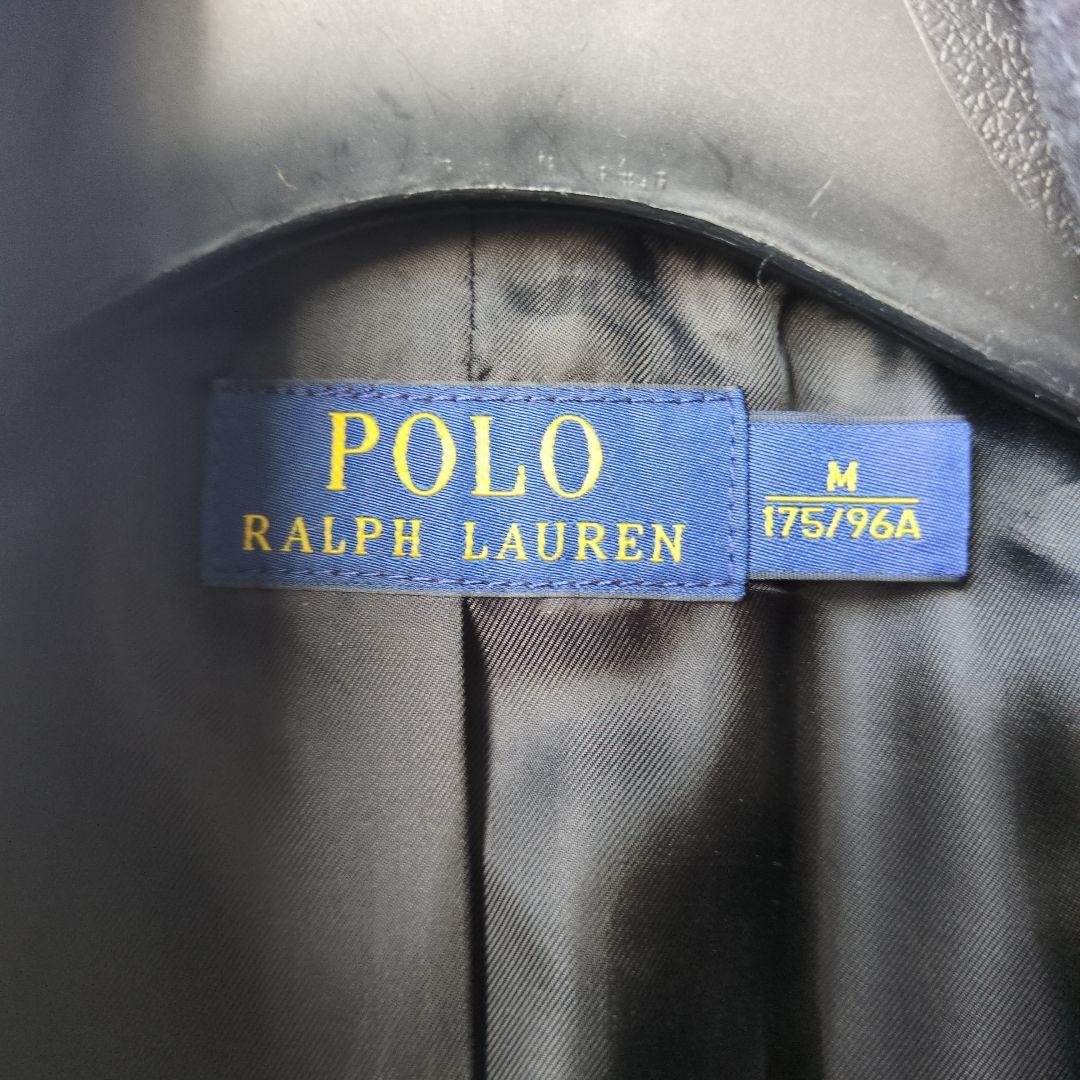 POLO
RALPH LAUREN
M
175/96A